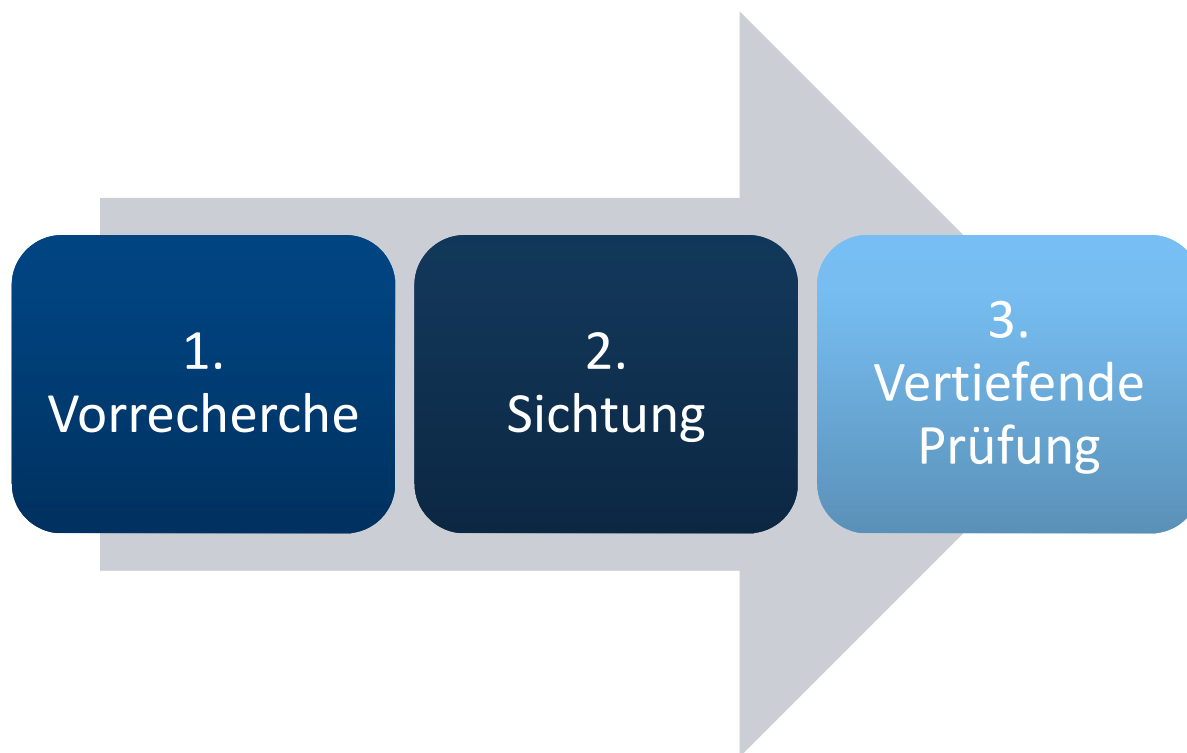 1.
Vorrecherche
2.
Sichtung
3.
Vertiefende
Prüfung